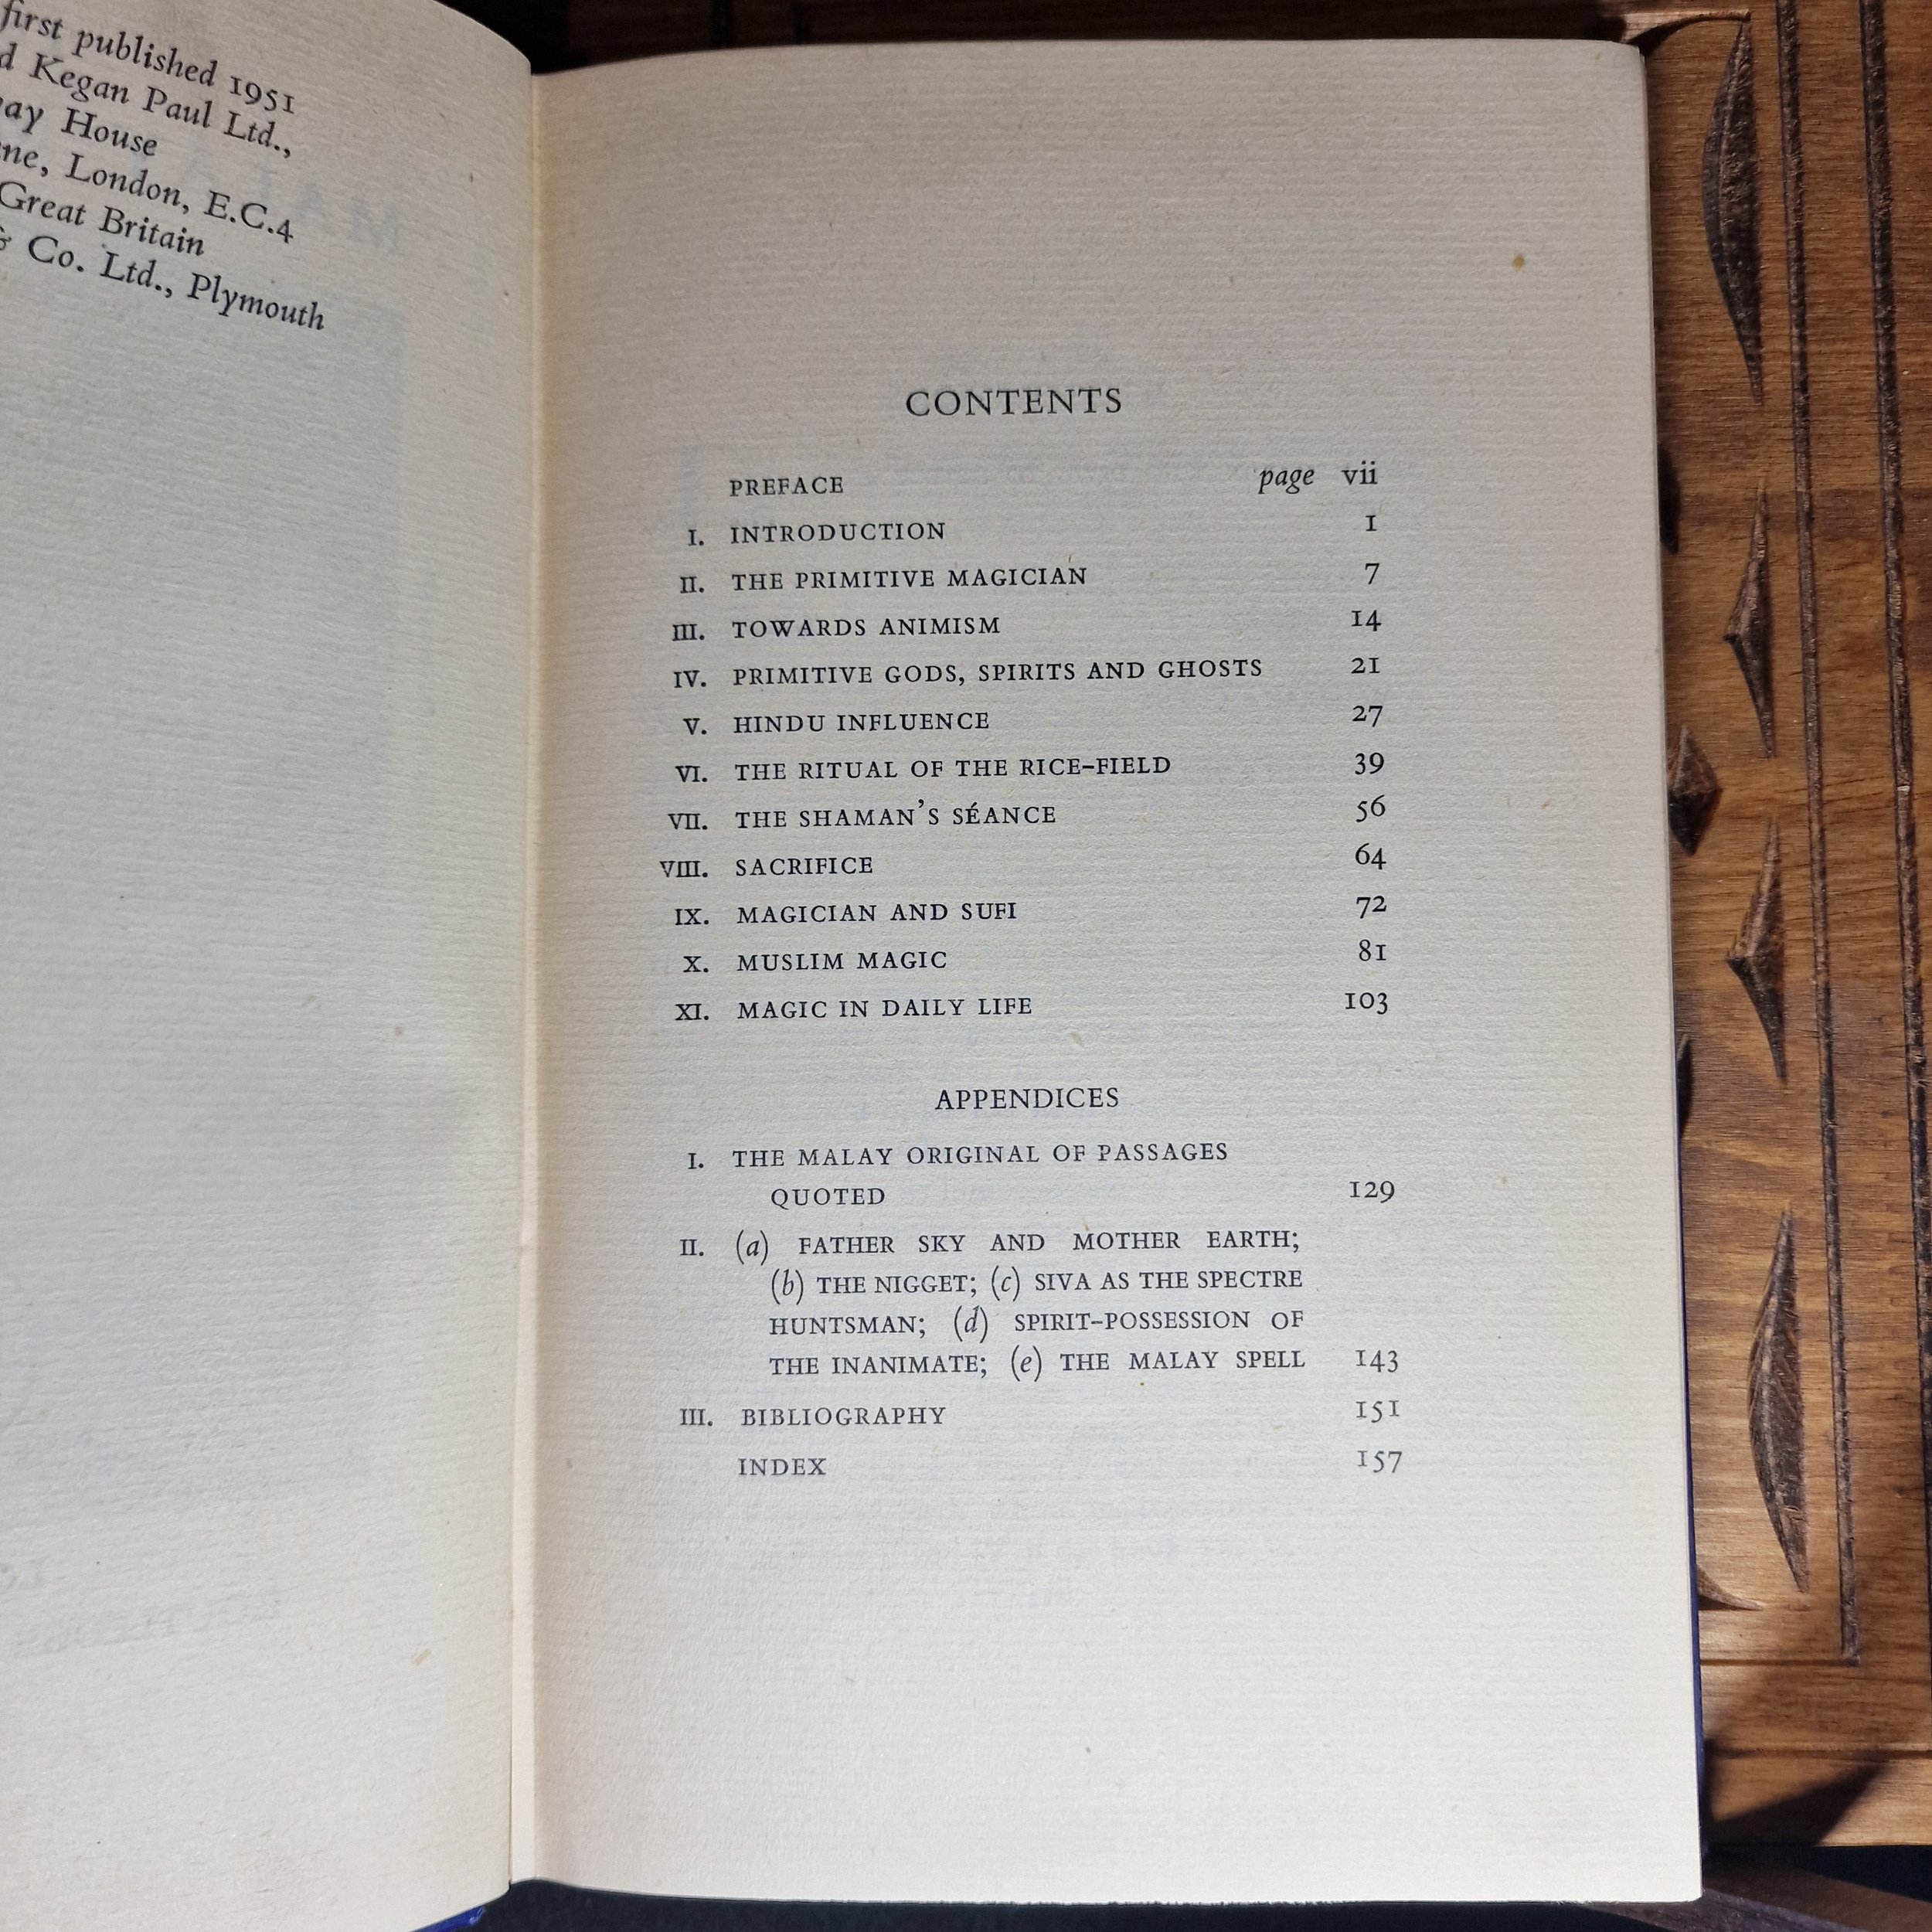 first published 1951
Kegan Paul Ltd.,
House
London, E.C.4
Great Britain
& Co. Ltd., Plymouth
CONTENTS
PREFACE page vii
I. INTRODUCTION 1
II. THE PRIMITIVE MAGICIAN 7
III. TOWARDS ANIMISM 14
IV. PRIMITIVE GODS, SPIRITS AND GHOSTS 21
V. HINDU INFLUENCE 27
VI. THE RITUAL OF THE RICE-FIELD 39
VII. THE SHAMAN'S SÉANCE 56
VIII. SACRIFICE 64
IX. MAGICIAN AND SUFI 72
X. MUSLIM MAGIC 81
XI. MAGIC IN DAILY LIFE 103
APPENDICES
I. THE MALAY ORIGINAL OF PASSAGES
QUOTED 129
II. (a) FATHER SKY AND MOTHER EARTH;
(b) THE NIGGET; (c) SIVA AS THE SPECTRE
HUNTSMAN; (d) SPIRIT-POSSESSION OF
THE INANIMATE; (e) THE MALAY SPELL 143
III. BIBLIOGRAPHY 151
INDEX 157